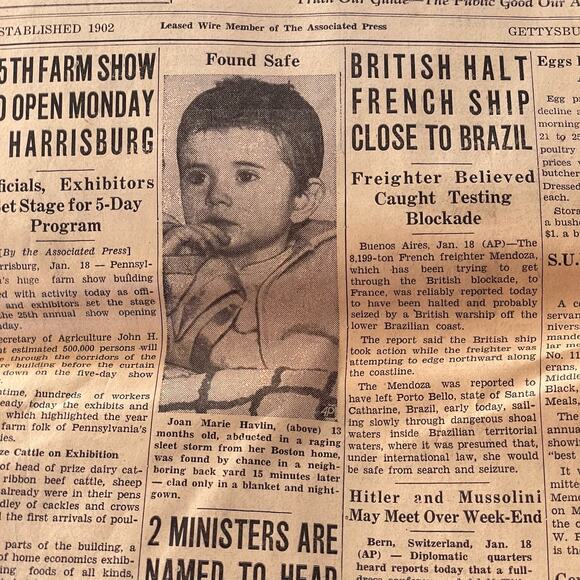 Truth Our Guide—The Public Good Our A
ESTABLISHED 1902
Leased Wire Member of The Associated Press
GETTYSBU
5TH FARM SHOW
O OPEN MONDAY
HARRISBURG
ficials, Exhibitors
Set Stage for 5-Day
Program
[By the Associated Press]
rrisburg, Jan. 18 — Pennsyl-
's huge farm show building
ed with activity today as offi-
and exhibitors set the stage
the 25th annual show opening
nday.
ecretary of Agriculture John H.
t estimated 500,000 persons will
through the corridors of the
re building before the curtain
down on the five-day show
ntime, hundreds of workers
eady today the exhibits and
which highlighted the year
farm folk of Pennsylvania's
ies.
ze Cattle on Exhibition
of head of prize dairy cat-
ribbon beef cattle, sheep
already were in their pens
dley of cackles and crows
the first arrivals of poul-
parts of the building, a
of home economics exhib-
ing foods of all kinds,
Found Safe
AP
Joan Marie Havlin, (above) 13
months old, abducted in a raging
sleet storm from her Boston home,
was found by chance in a neigh-
boring back yard 15 minutes later
— clad only in a blanket and night-
gown.
2 MINISTERS ARE
NAMED TO HEAD
BRITISH HALT
FRENCH SHIP
CLOSE TO BRAZIL
Freighter Believed
Caught Testing
Blockade
Buenos Aires, Jan. 18 (AP)—The
8,199-ton French freighter Mendoza,
which has been trying to get
through the British blockade, to
France, was reliably reported today
to have been halted and probably
seized by a British warship off the
lower Brazilian coast.
The report said the British ship
took action while the freighter was
attempting to edge northward along
the coastline.
The Mendoza was reported to
have left Porto Bello, state of Santa
Catharine, Brazil, early today, sail-
ing slowly through dangerous shoal
waters inside Brazilian territorial
waters, where it was presumed that,
under international law, she would
be safe from search and seizure.
Hitler and Mussolini
May Meet Over Week-End
Bern, Switzerland, Jan. 18
(AP) — Diplomatic quarters
heard reports today that a full-
Eggs
Egg pr
decline a
morning
21 to 25
poultry
prices
butcher
Dressed
each.
Stora
a bush
$1. a b
S.U.
A c
servan
nivers
mande
lar m
No. 11
erans,
Middle
Black,
Meals,
The
annua
showi
"best
It
mitte
Mem
on M
the c
W. F
is th